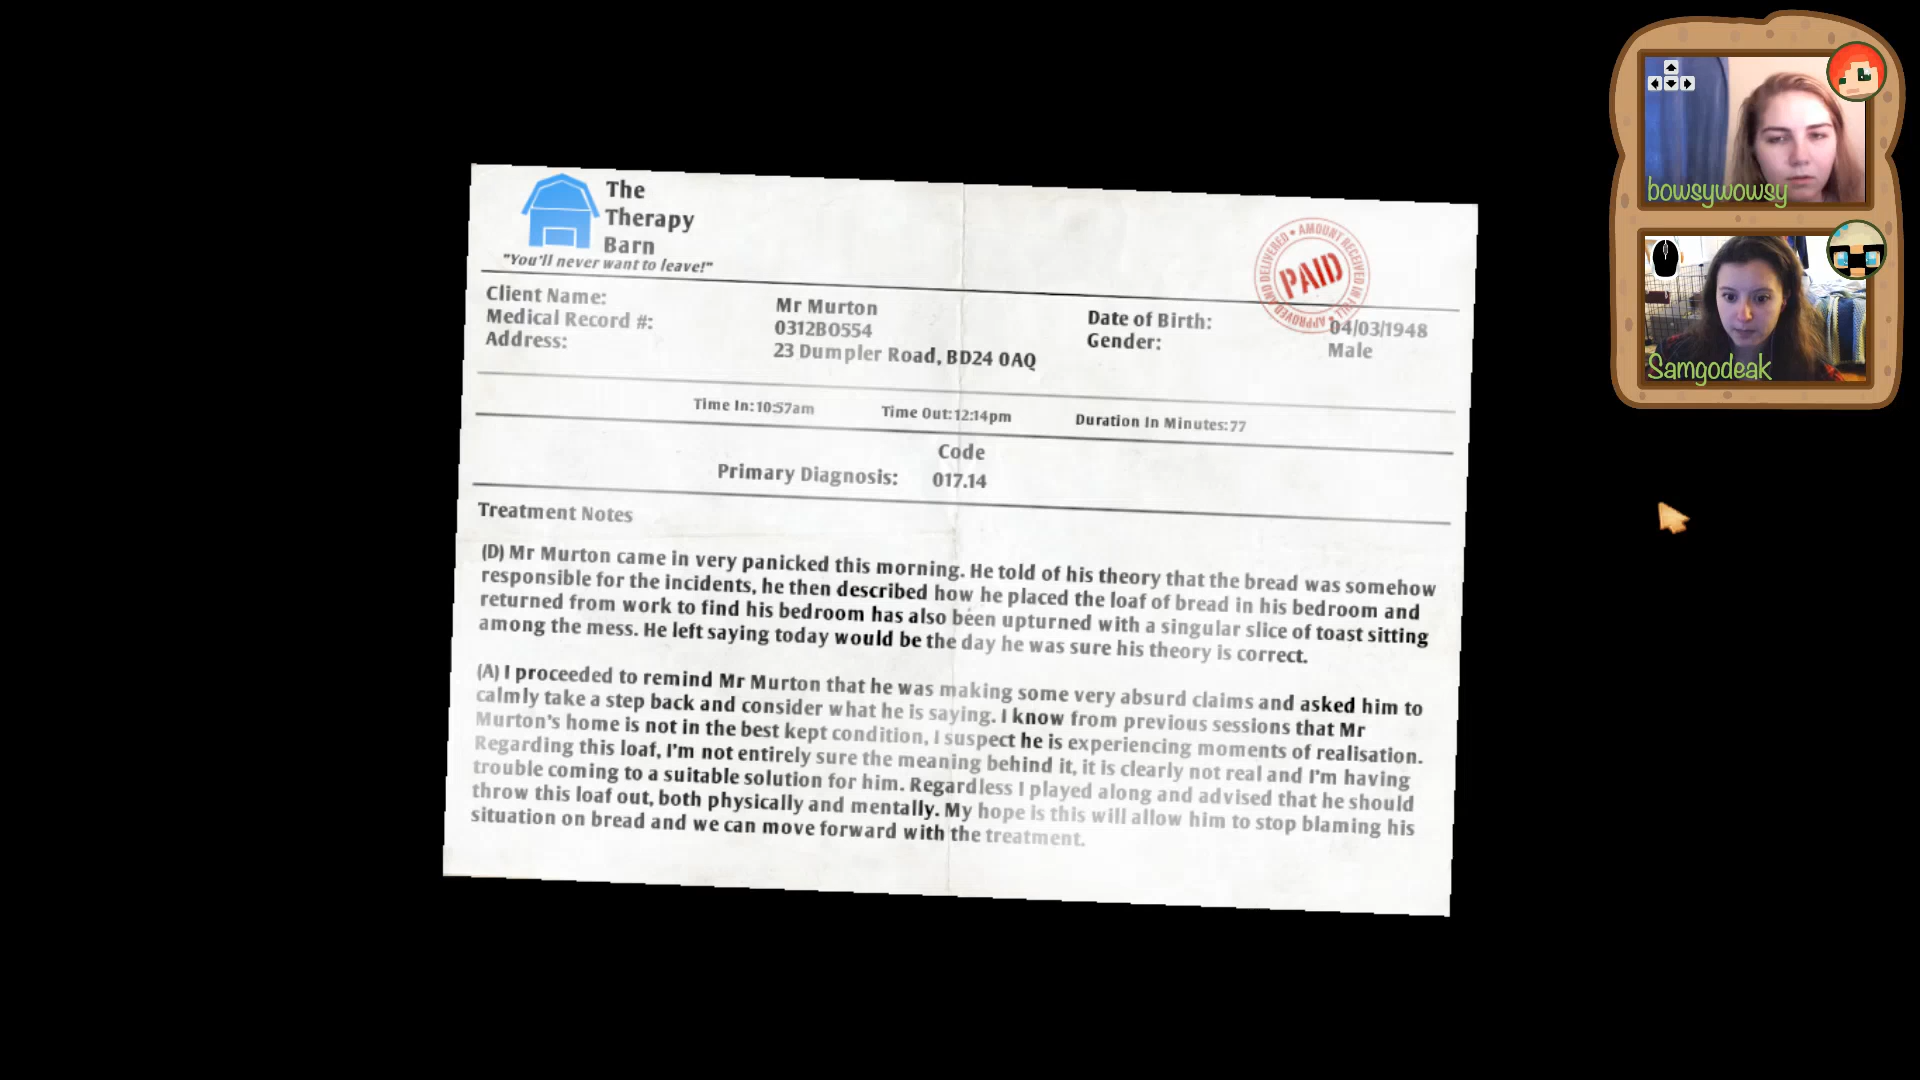 The
Therapy
Barn
"You'll never want to leave!"
PAID
AMOUNT RECEIVED IN FULL • APPROVED AND DELIVERED •
Client Name: Mr Murton Date of Birth: 04/03/1948
Medical Record #: 0312BO554 Gender: Male
Address: 23 Dumpler Road, BD24 0AQ
Time In:10:57am Time Out:12:14pm Duration In Minutes:77
Code
Primary Diagnosis: 017.14
Treatment Notes
(D) Mr Murton came in very panicked this morning. He told of his theory that the bread was somehow
responsible for the incidents, he then described how he placed the loaf of bread in his bedroom and
returned from work to find his bedroom has also been upturned with a singular slice of toast sitting
among the mess. He left saying today would be the day he was sure his theory is correct.
(A) I proceeded to remind Mr Murton that he was making some very absurd claims and asked him to
calmly take a step back and consider what he is saying. I know from previous sessions that Mr
Murton's home is not in the best kept condition, I suspect he is experiencing moments of realisation.
Regarding this loaf, I'm not entirely sure the meaning behind it, it is clearly not real and I'm having
trouble coming to a suitable solution for him. Regardless I played along and advised that he should
throw this loaf out, both physically and mentally. My hope is this will allow him to stop blaming his
situation on bread and we can move forward with the treatment.
bowsywowsy
Samgodeak